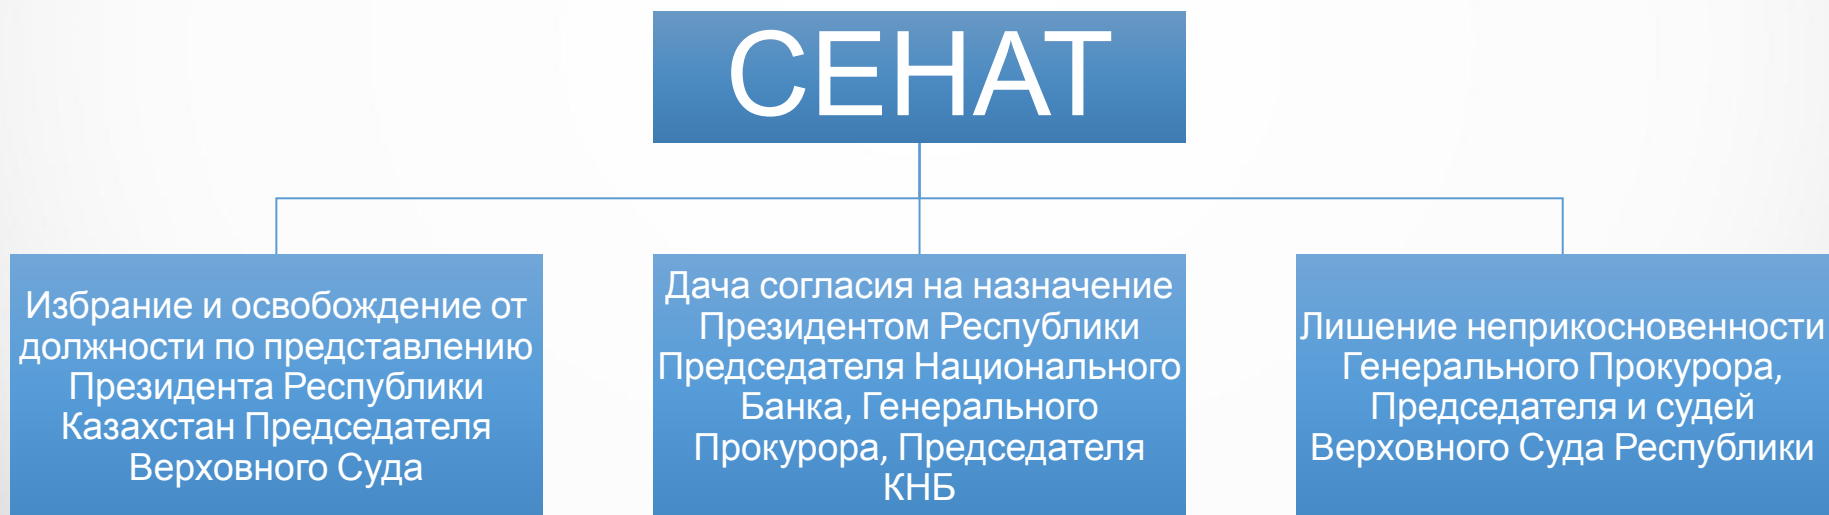 СЕНАТ
Избрание и освобождение от
должности по представлению
Президента Республики
Казахстан Председателя
Верховного Суда
Дача согласия на назначение
Президентом Республики
Председателя Национального
Банка, Генерального
Прокурора, Председателя
КНБ
Лишение неприкосновенности
Генерального Прокурора,
Председателя и судей
Верховного Суда Республики